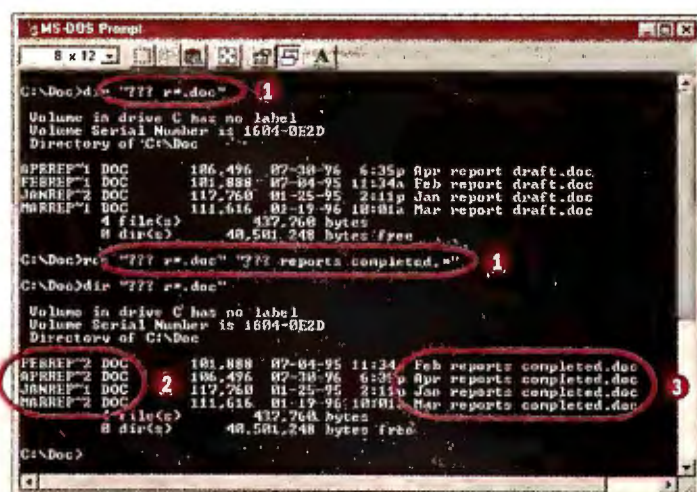 MS-DOS Prompt
8 x 12 A
C:\Doc>dir "??? r*.doc" 1
Volume in drive C has no label
Volume Serial Number is 1604-0E2D
Directory of C:\Doc
APRREP~1 DOC 106,496 07-30-96 6:35p Apr report draft.doc
FEBREP~1 DOC 101,888 07-04-95 11:34a Feb report draft.doc
JANREP~1 DOC 117,760 01-25-95 2:11p Jan report draft.doc
MARREP~1 DOC 111,616 01-19-96 10:01a Mar report draft.doc
4 file(s) 437,760 bytes
0 dir(s) 40,501,248 bytes free
C:\Doc> "??? r*.doc" "??? reports completed.*" 1
C:\Doc>dir "??? r*.doc"
Volume in drive C has no label
Volume Serial Number is 1604-0E2D
Directory of C:\Doc
FEBREP~2 DOC 101,888 07-04-95 11:34 Feb reports completed.doc
APRREP~2 DOC 106,496 07-30-96 6:35p Apr reports completed.doc
JANREP~2 DOC 117,760 01-25-95 2:11p Jan reports completed.doc
MARREP~2 DOC 111,616 01-19-96 10:01 Mar reports completed.doc
2
3
4 file(s) 437,760 bytes
0 dir(s) 40,501,248 bytes free
C:\Doc>